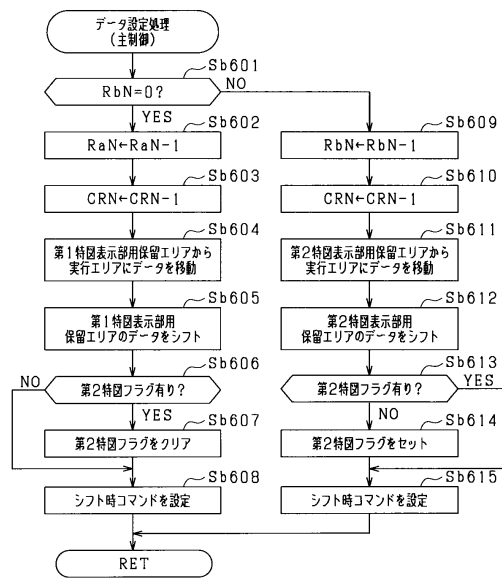 データ設定処理
(主制御)
Sb601
RbN=0?
NO
YES
Sb602
RaN←RaN-1
Sb603
CRN←CRN-1
Sb604
第1特図表示部用保留エリアから
実行エリアにデータを移動
Sb605
第1特図表示部用
保留エリアのデータをシフト
Sb606
NO
第2特図フラグ有り?
YES
Sb607
第2特図フラグをクリア
Sb608
シフト時コマンドを設定
Sb609
RbN←RbN-1
Sb610
CRN←CRN-1
Sb611
第2特図表示部用保留エリアから
実行エリアにデータを移動
Sb612
第2特図表示部用
保留エリアのデータをシフト
Sb613
第2特図フラグ有り?
YES
NO
Sb614
第2特図フラグをセット
Sb615
シフト時コマンドを設定
RET